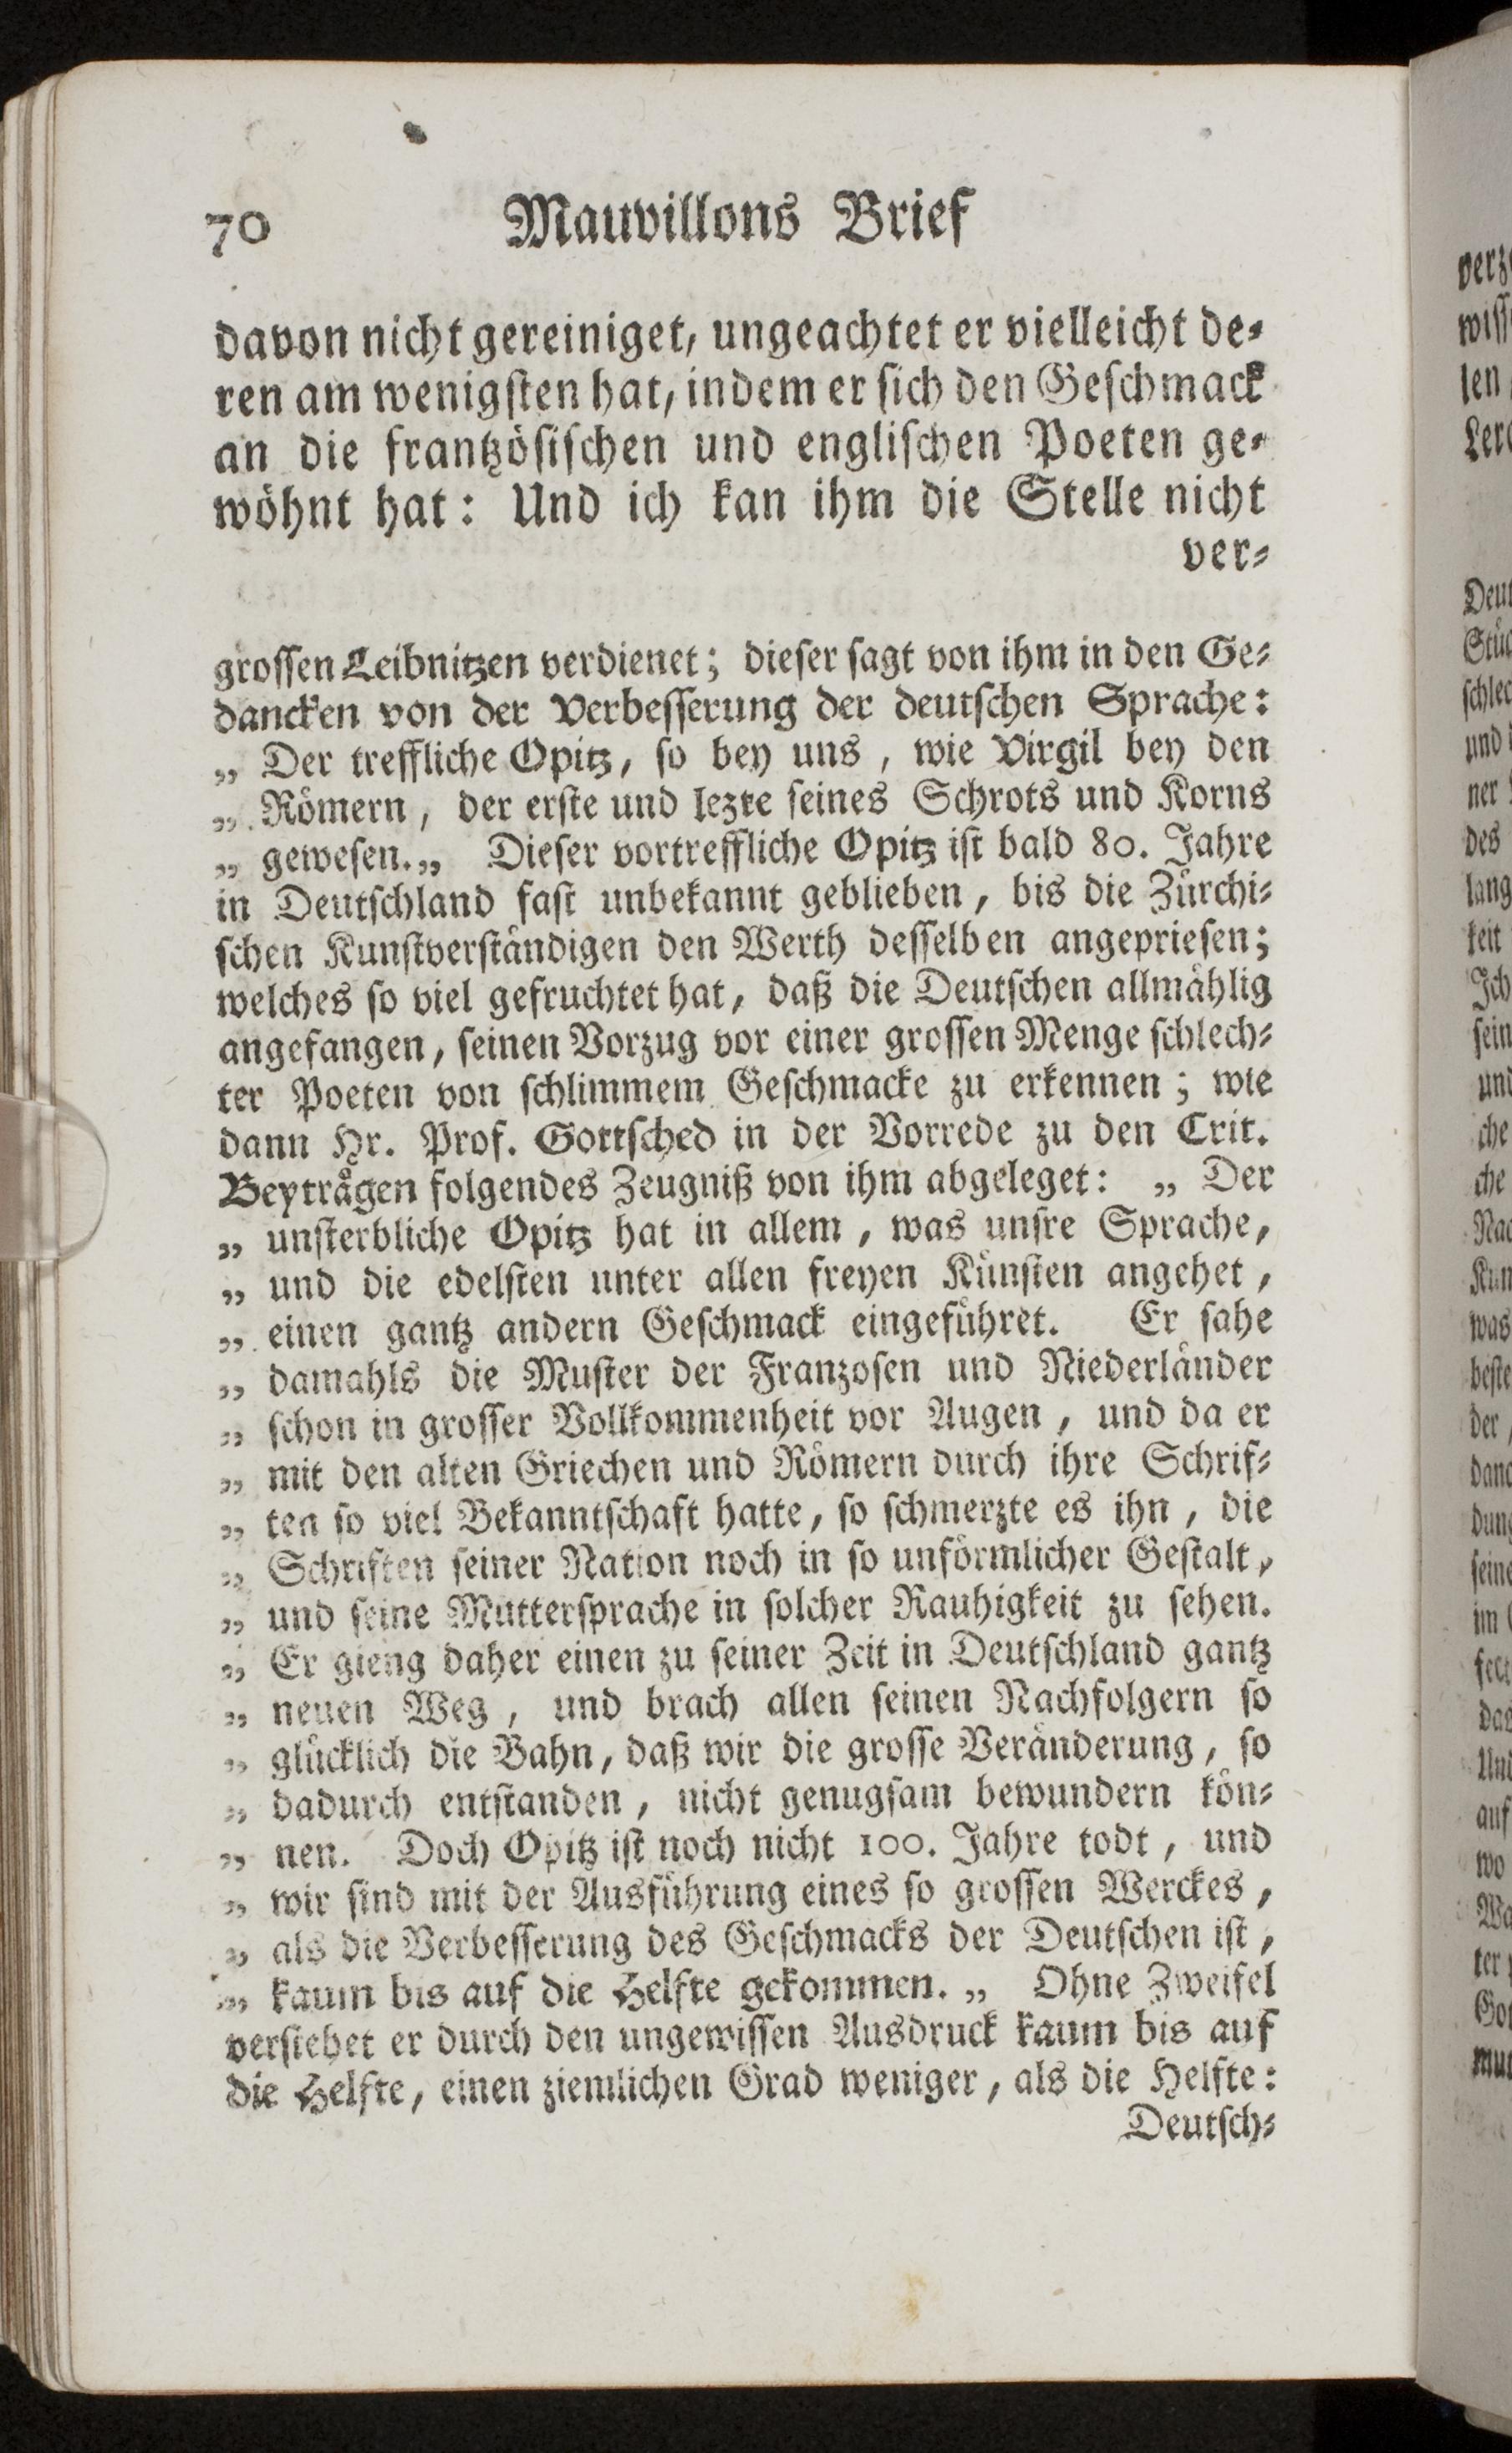 70 Mauvillons Brief
davon nicht gereiniget, ungeachtet er vielleicht de-
ren am wenigſten hat, indem er ſich den Geſchmack
an die frantzöſiſchen und engliſchen Poeten ge-
wöhnt hat: Und ich kan ihm die Stelle nicht
ver-
groſſen Leibnitzen verdienet; dieſer ſagt von ihm in den Ge-
dancken von der Verbeſſerung der deutſchen Sprache:
„ Der treffliche Opitz, ſo bey uns, wie Virgil bey den
„ Römern, der erſte und lezte ſeines Schrots und Korns
„ geweſen. „ Dieſer vortreffliche Opitz iſt bald 80. Jahre
in Deutſchland faſt unbekannt geblieben, bis die Zürchi-
ſchen Kunſtverſtändigen den Werth deſſelben angeprieſen;
welches ſo viel gefruchtet hat, daß die Deutſchen allmählig
angefangen, ſeinen Vorzug vor einer groſſen Menge ſchlech-
ter Poeten von ſchlimmem Geſchmacke zu erkennen; wie
dann Hr. Prof. Gottſched in der Vorrede zu den Crit.
Beyträgen folgendes Zeugniß von ihm abgeleget: „ Der
„ unſterbliche Opitz hat in allem, was unſre Sprache,
„ und die edelſten unter allen freyen Künſten angehet,
„ einen gantz andern Geſchmack eingeführet. Er ſahe
„ damahls die Muſter der Franzoſen und Niederländer
„ ſchon in groſſer Vollkommenheit vor Augen, und da er
„ mit den alten Griechen und Römern durch ihre Schrif-
„ ten ſo viel Bekanntſchaft hatte, ſo ſchmerzte es ihn, die
„ Schriften ſeiner Nation noch in ſo unförmlicher Geſtalt,
„ und ſeine Mutterſprache in ſolcher Rauhigkeit zu ſehen.
„ Er gieng daher einen zu ſeiner Zeit in Deutſchland gantz
„ neuen Weg, und brach allen ſeinen Nachfolgern ſo
„ glücklich die Bahn, daß wir die groſſe Veränderung, ſo
„ dadurch entſtanden, nicht genugſam bewundern kön-
„ nen. Doch Opitz iſt noch nicht 100. Jahre todt, und
„ wir ſind mit der Ausführung eines ſo groſſen Werckes,
„ als die Verbeſſerung des Geſchmacks der Deutſchen iſt,
„ kaum bis auf die Helfte gekommen. „ Ohne Zweifel
verſtehet er durch den ungewiſſen Ausdruck kaum bis auf
die Helfte, einen ziemlichen Grad weniger, als die Helfte:
Deutſch-